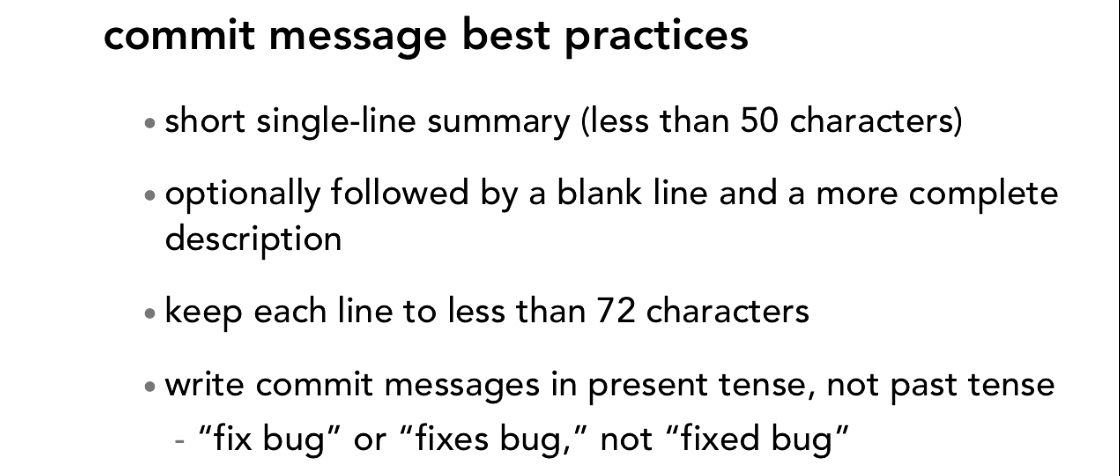 commit message best practices
• short single-line summary (less than 50 characters)
• optionally followed by a blank line and a more complete
description
• keep each line to less than 72 characters
• write commit messages in present tense, not past tense
- “fix bug” or “fixes bug,” not “fixed bug”